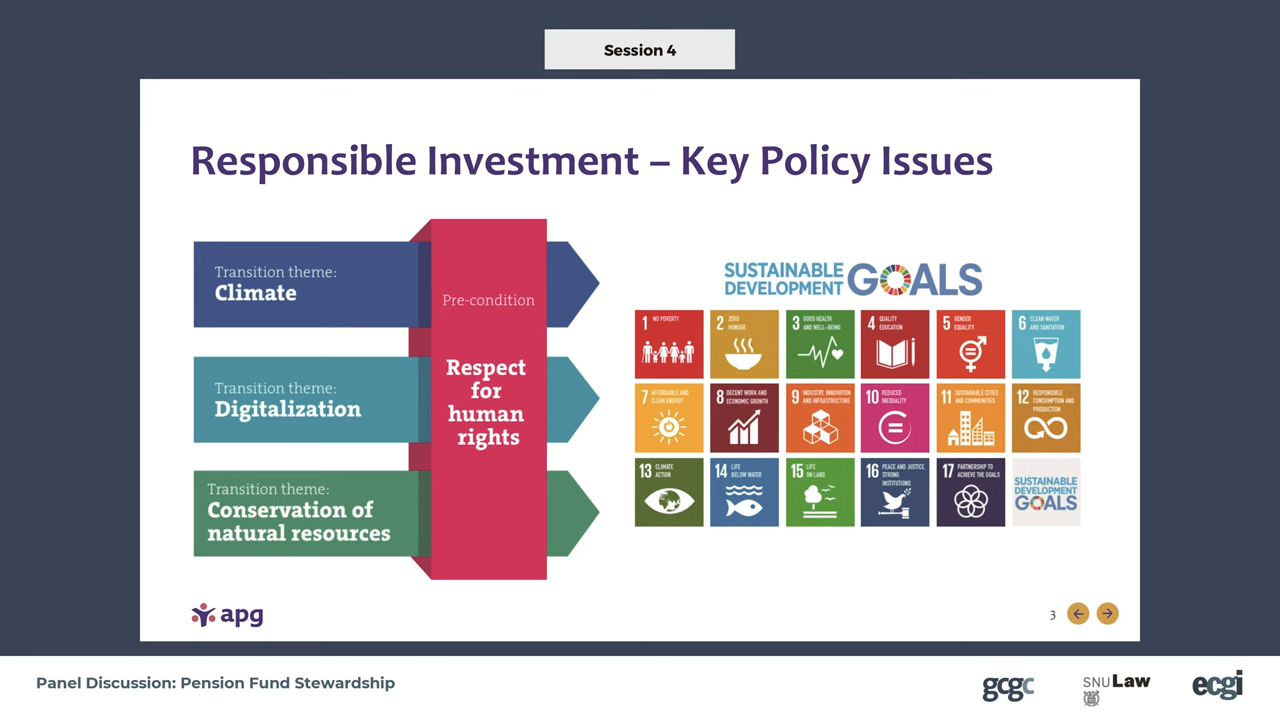 Session 4
Responsible Investment – Key Policy Issues
Transition theme:
Climate
Transition theme:
Digitalization
Transition theme:
Conservation of
natural resources
Pre-condition
Respect
for
human
rights
SUSTAINABLE
DEVELOPMENT
GOALS
1 NO POVERTY
2 ZERO
HUNGER
3 GOOD HEALTH
AND WELL-BEING
4 QUALITY
EDUCATION
5 GENDER
EQUALITY
6 CLEAN WATER
AND SANITATION
7 AFFORDABLE AND
CLEAN ENERGY
8 DECENT WORK AND
ECONOMIC GROWTH
9 INDUSTRY, INNOVATION
AND INFRASTRUCTURE
10 REDUCED
INEQUALITY
11 SUSTAINABLE CITIES
AND COMMUNITIES
12 RESPONSIBLE
CONSUMPTION AND
PRODUCTION
13 CLIMATE
ACTION
14 LIFE
BELOW WATER
15 LIFE
ON LAND
16 PEACE AND JUSTICE,
STRONG
INSTITUTIONS
17 PARTNERSHIP TO
ACHIEVE THE GOALS
SUSTAINABLE
DEVELOPMENT
GOALS
apg
3
Panel Discussion: Pension Fund Stewardship
gcgc
SNU Law
ecgi